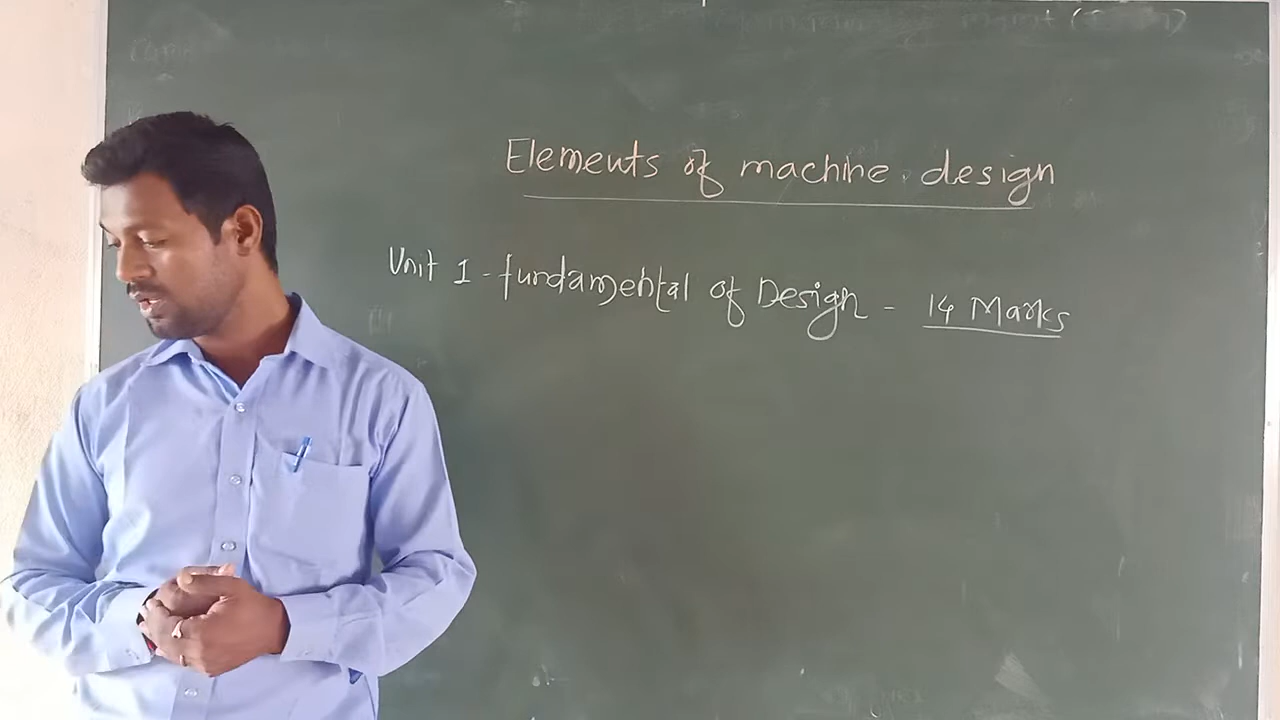 Elements of machine design
Unit 1 - fundamental of Design - 14 Marks